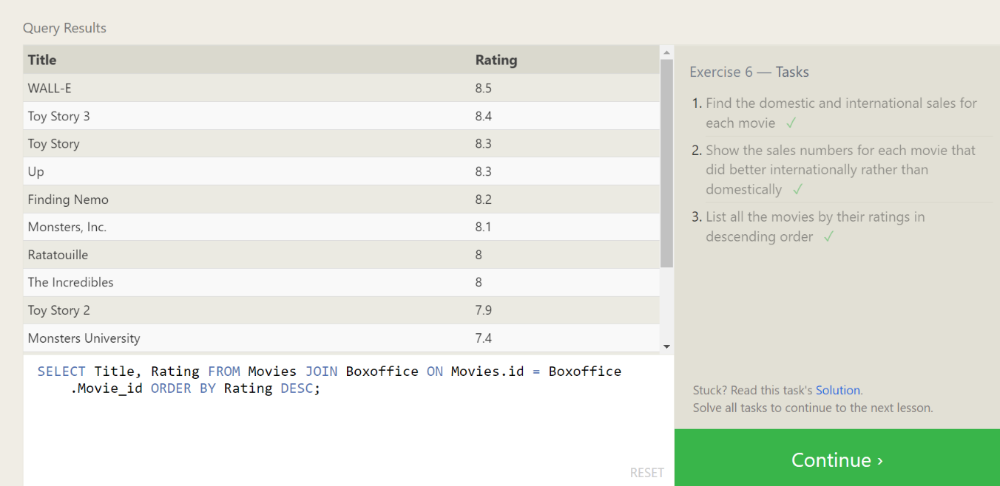 Query Results
Title Rating
WALL-E 8.5
Toy Story 3 8.4
Toy Story 8.3
Up 8.3
Finding Nemo 8.2
Monsters, Inc. 8.1
Ratatouille 8
The Incredibles 8
Toy Story 2 7.9
Monsters University 7.4
SELECT Title, Rating FROM Movies JOIN Boxoffice ON Movies.id = Boxoffice
.Movie_id ORDER BY Rating DESC;
RESET
Exercise 6 — Tasks
1. Find the domestic and international sales for
each movie ✓
2. Show the sales numbers for each movie that
did better internationally rather than
domestically ✓
3. List all the movies by their ratings in
descending order ✓
Stuck? Read this task's Solution.
Solve all tasks to continue to the next lesson.
Continue ›